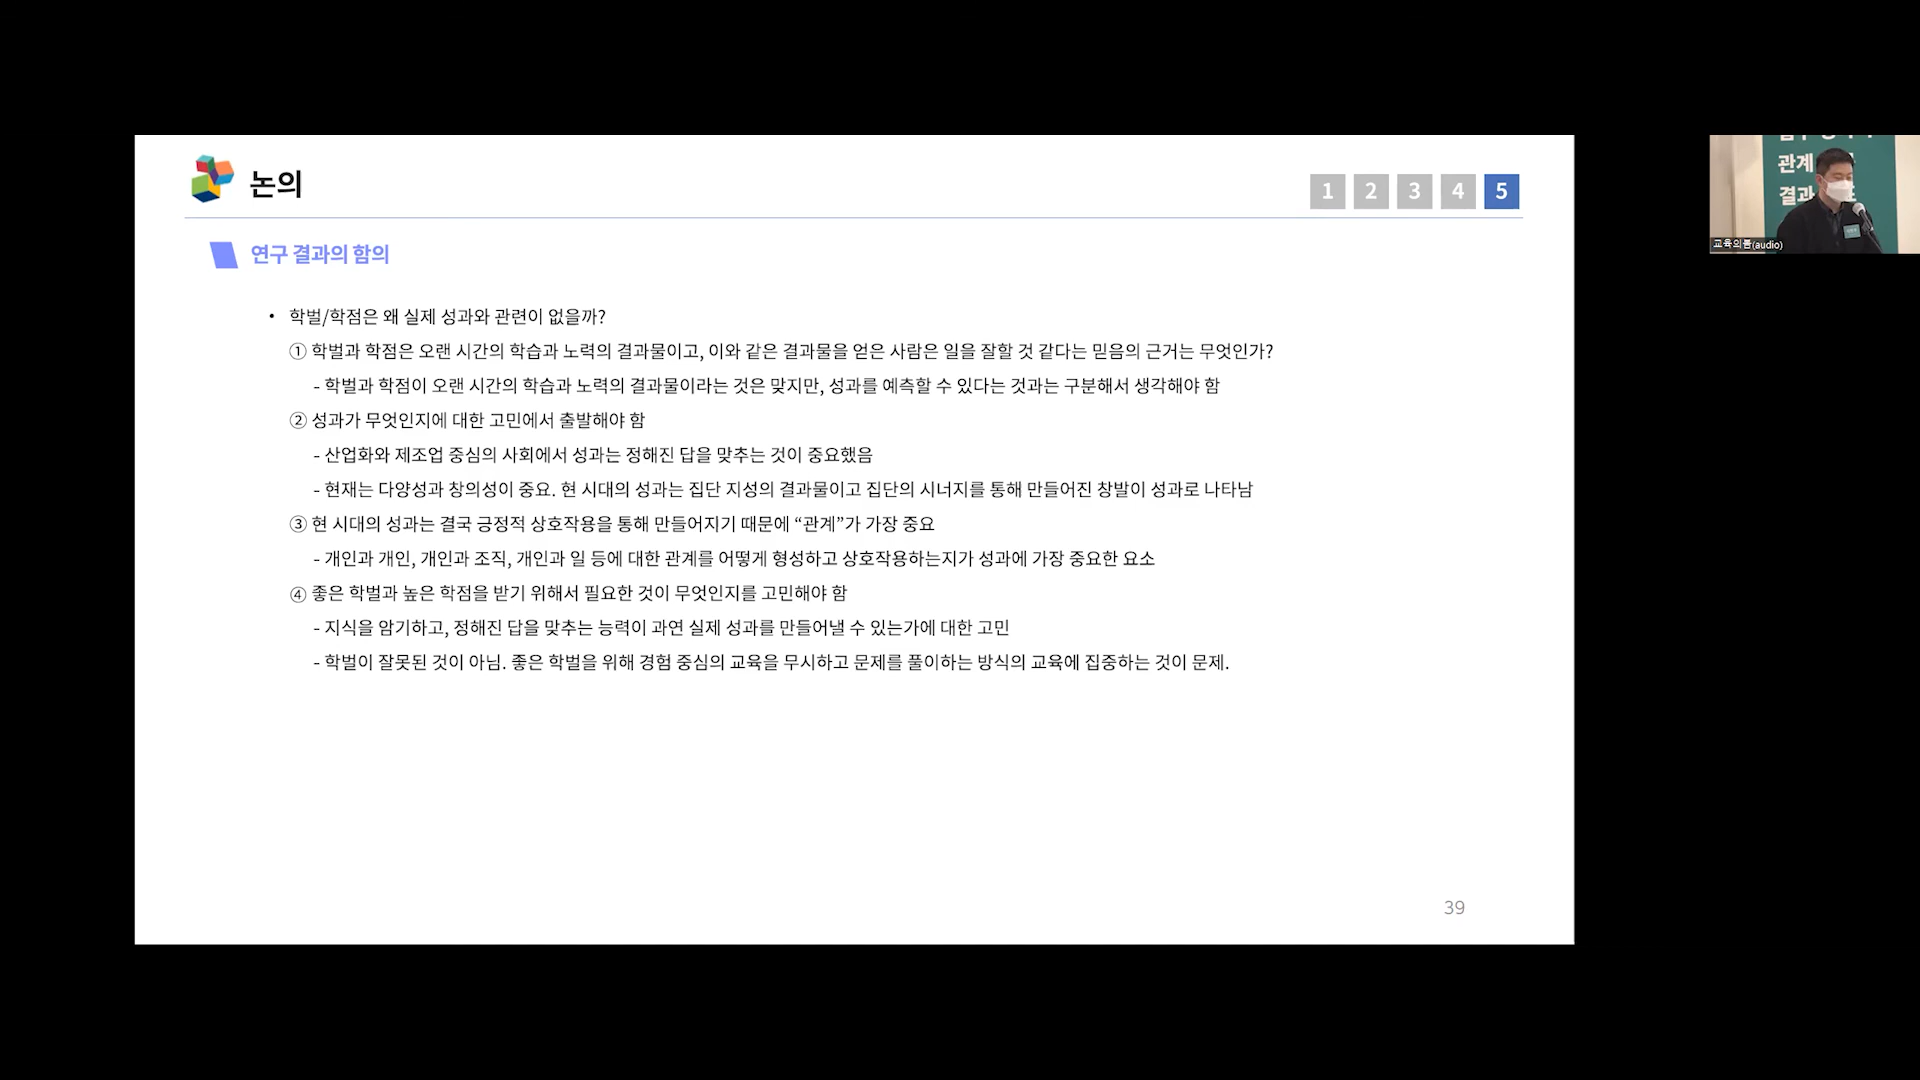 논의
1 2 3 4 5
연구 결과의 함의
• 학벌/학점은 왜 실제 성과와 관련이 없을까?
① 학벌과 학점은 오랜 시간의 학습과 노력의 결과물이고, 이와 같은 결과물을 얻은 사람은 일을 잘할 것 같다는 믿음의 근거는 무엇인가?
- 학벌과 학점이 오랜 시간의 학습과 노력의 결과물이라는 것은 맞지만, 성과를 예측할 수 있다는 것과는 구분해서 생각해야 함
② 성과가 무엇인지에 대한 고민에서 출발해야 함
- 산업화와 제조업 중심의 사회에서 성과는 정해진 답을 맞추는 것이 중요했음
- 현재는 다양성과 창의성이 중요. 현 시대의 성과는 집단 지성의 결과물이고 집단의 시너지를 통해 만들어진 창발이 성과로 나타남
③ 현 시대의 성과는 결국 긍정적 상호작용을 통해 만들어지기 때문에 “관계”가 가장 중요
- 개인과 개인, 개인과 조직, 개인과 일 등에 대한 관계를 어떻게 형성하고 상호작용하는지가 성과에 가장 중요한 요소
④ 좋은 학벌과 높은 학점을 받기 위해서 필요한 것이 무엇인지를 고민해야 함
- 지식을 암기하고, 정해진 답을 맞추는 능력이 과연 실제 성과를 만들어낼 수 있는가에 대한 고민
- 학벌이 잘못된 것이 아님. 좋은 학벌을 위해 경험 중심의 교육을 무시하고 문제를 풀이하는 방식의 교육에 집중하는 것이 문제.
39
관계
결과
교육의봄(audio)